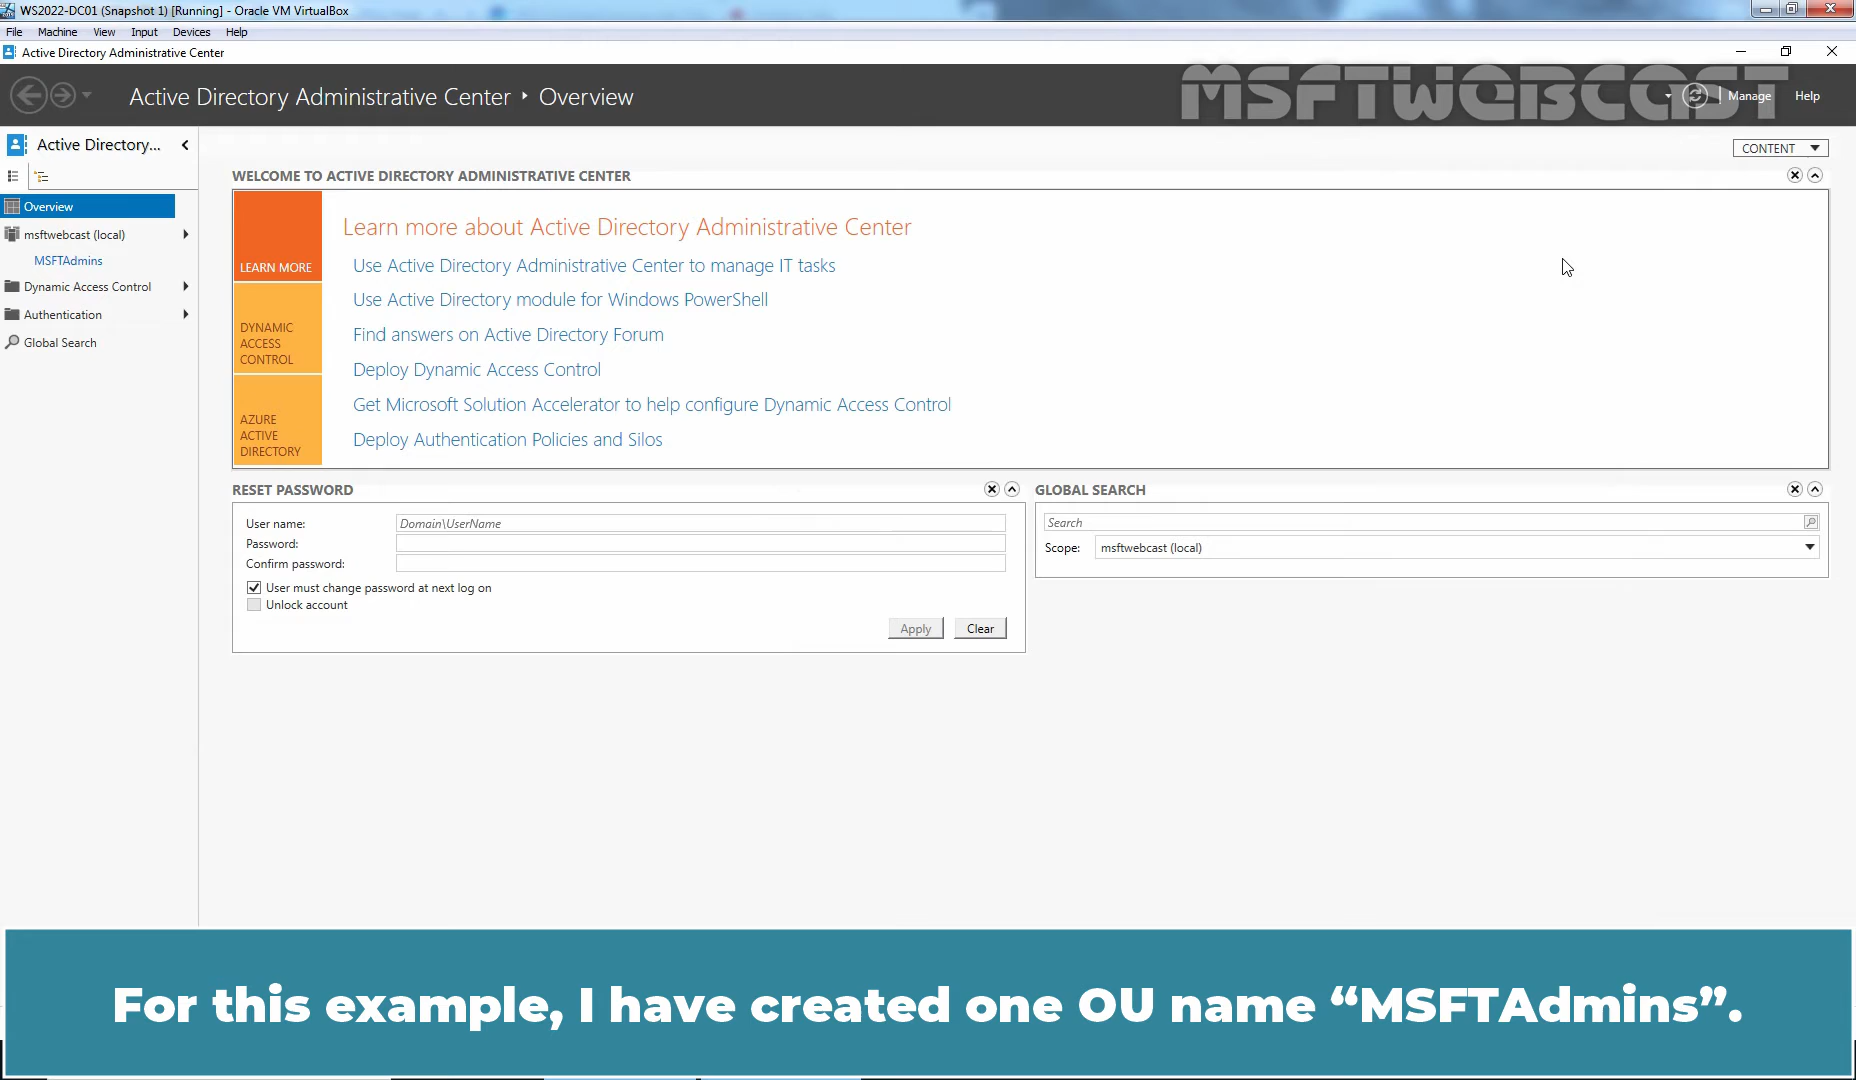 WS2022-DC01 (Snapshot 1) [Running] - Oracle VM VirtualBox
File Machine View Input Devices Help
Active Directory Administrative Center
Active Directory Administrative Center • Overview
MSFTWEBCAST
Manage Help
Active Directory...
CONTENT
Overview
msftwebcast (local)
MSFTAdmins
Dynamic Access Control
Authentication
Global Search
WELCOME TO ACTIVE DIRECTORY ADMINISTRATIVE CENTER
LEARN MORE
DYNAMIC
ACCESS
CONTROL
AZURE
ACTIVE
DIRECTORY
Learn more about Active Directory Administrative Center
Use Active Directory Administrative Center to manage IT tasks
Use Active Directory module for Windows PowerShell
Find answers on Active Directory Forum
Deploy Dynamic Access Control
Get Microsoft Solution Accelerator to help configure Dynamic Access Control
Deploy Authentication Policies and Silos
RESET PASSWORD
User name: Domain\UserName
Password:
Confirm password:
User must change password at next log on
Unlock account
Apply Clear
GLOBAL SEARCH
Search
Scope: msftwebcast (local)
For this example, I have created one OU name “MSFTAdmins”.